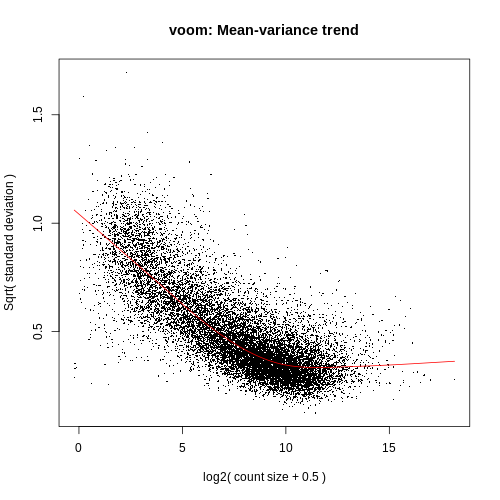 voom: Mean-variance trend
Sqrt( standard deviation )
1.5
1.0
0.5
0 5 10 15
log2( count size + 0.5 )